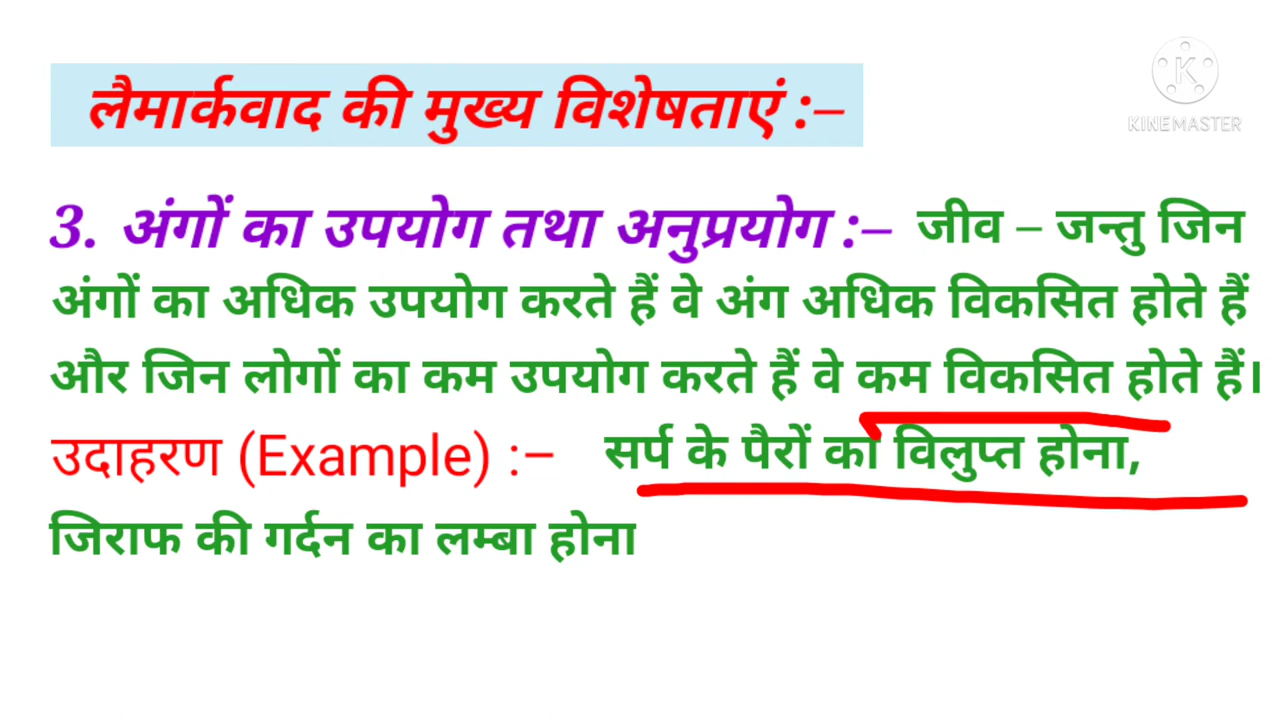 लैमार्कवाद की मुख्य विशेषताएं :–
K
KINEMASTER
3. अंगों का उपयोग तथा अनुप्रयोग :– जीव – जन्तु जिन
अंगों का अधिक उपयोग करते हैं वे अंग अधिक विकसित होते हैं
और जिन लोगों का कम उपयोग करते हैं वे कम विकसित होते हैं।
उदाहरण (Example) :– सर्प के पैरों का विलुप्त होना,
जिराफ की गर्दन का लम्बा होना